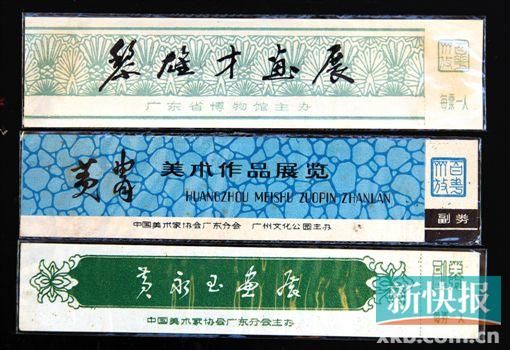 黎雄才画展
广东省博物馆主办
每票一人
黄胄 美术作品展览
HUANGZHOU MEISHU ZUOPIN ZHANLAN
中国美术家协会广东分会 广州文化公园主办
副券
黄永玉画展
中国美术家协会广东分会主办
新快报
xkb.com.cn